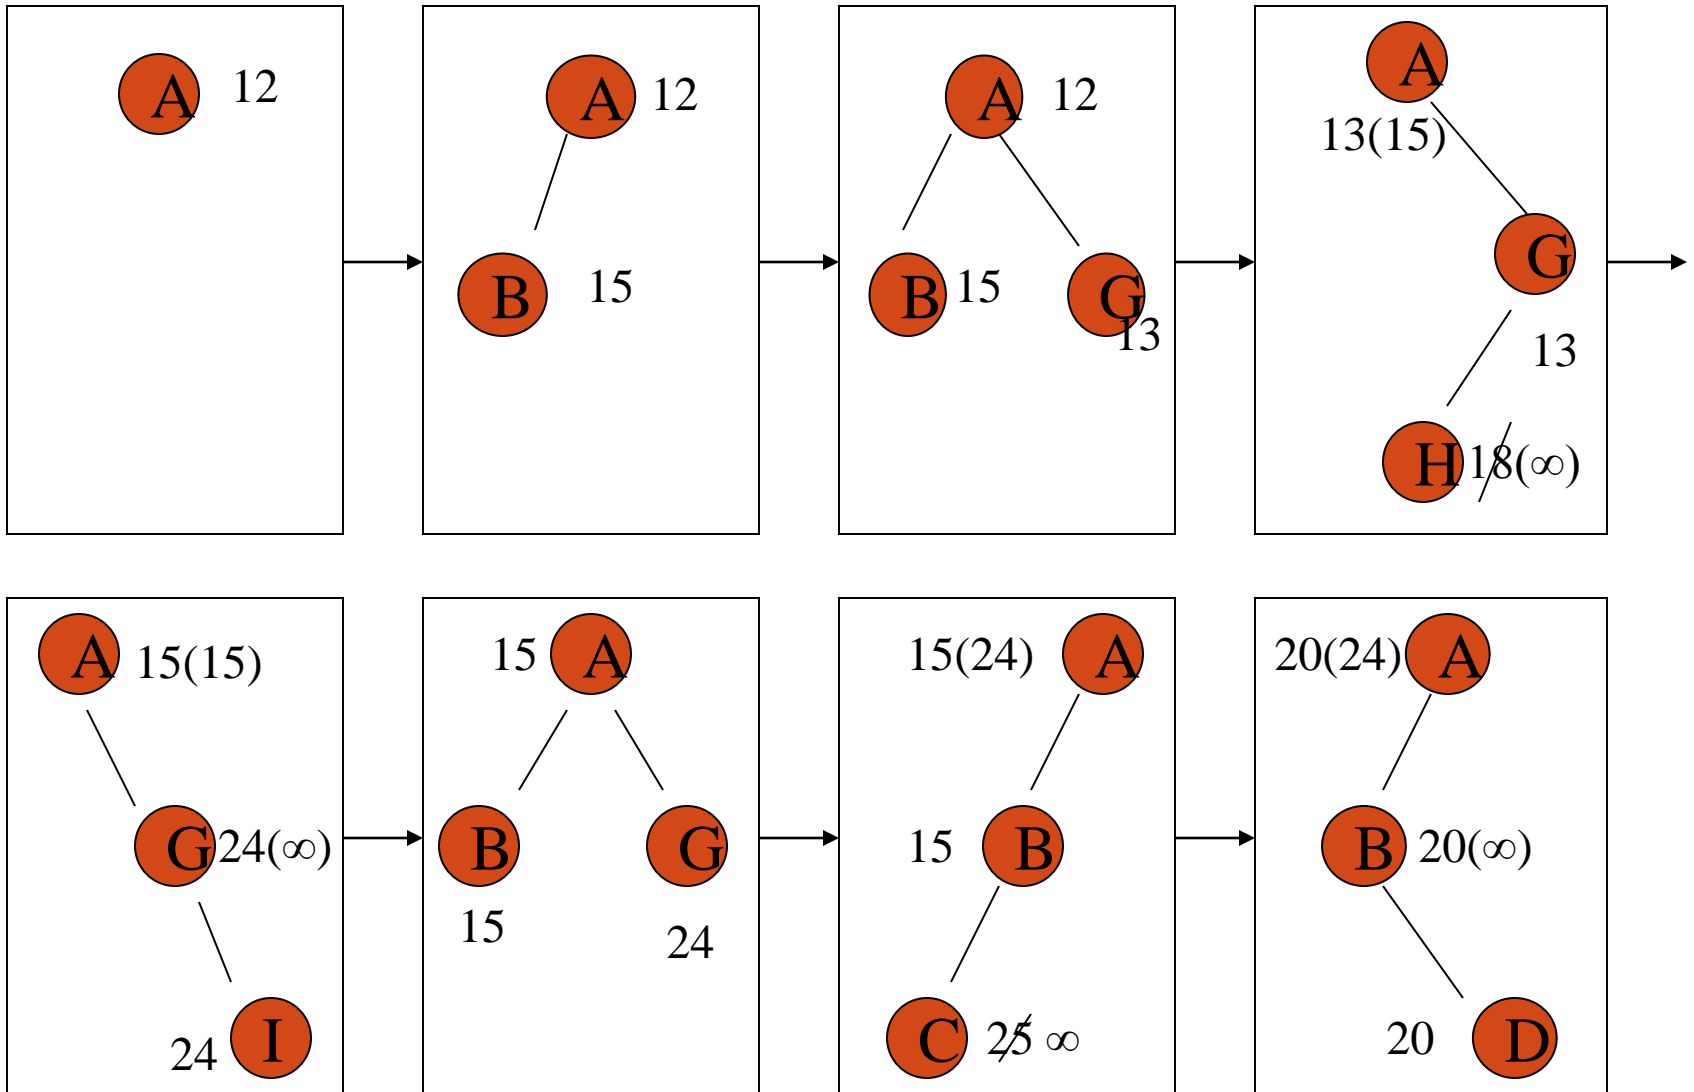 A 12
A 12
B 15
A 12
B 15
G
13
A
13(15)
G
13
H 18(∞)
A 15(15)
G 24(∞)
24 I
15 A
B G
15
24
15(24) A
15 B
C 25 ∞
20(24) A
B 20(∞)
20 D